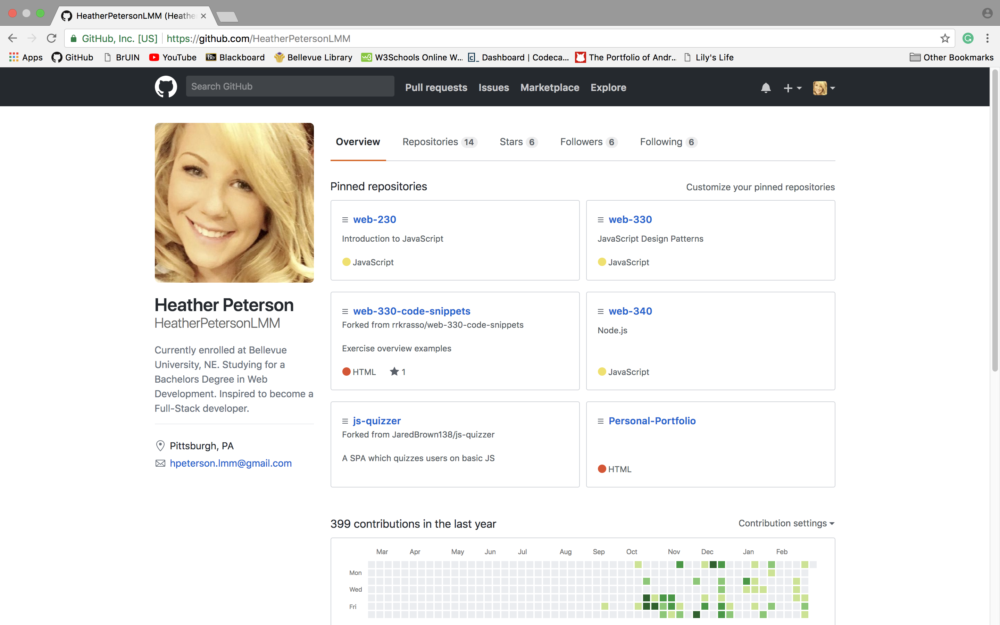 HeatherPetersonLMM (Heathe
GitHub, Inc. [US] https://github.com/HeatherPetersonLMM
Apps GitHub BrUIN YouTube Bb Blackboard Bellevue Library W3Schools Online W... Dashboard | Codeca... The Portfolio of Andr... Lily's Life Other Bookmarks
Search GitHub Pull requests Issues Marketplace Explore
Overview Repositories 14 Stars 6 Followers 6 Following 6
Pinned repositories Customize your pinned repositories
web-230
Introduction to JavaScript
JavaScript
web-330
JavaScript Design Patterns
JavaScript
web-330-code-snippets
Forked from rrkrasso/web-330-code-snippets
Exercise overview examples
HTML 1
web-340
Node.js
JavaScript
js-quizzer
Forked from JaredBrown138/js-quizzer
A SPA which quizzes users on basic JS
Personal-Portfolio
HTML
Heather Peterson
HeatherPetersonLMM
Currently enrolled at Bellevue
University, NE. Studying for a
Bachelors Degree in Web
Development. Inspired to become a
Full-Stack developer.
Pittsburgh, PA
hpeterson.lmm@gmail.com
399 contributions in the last year Contribution settings
Mar Apr May Jun Jul Aug Sep Oct Nov Dec Jan Feb
Mon
Wed
Fri